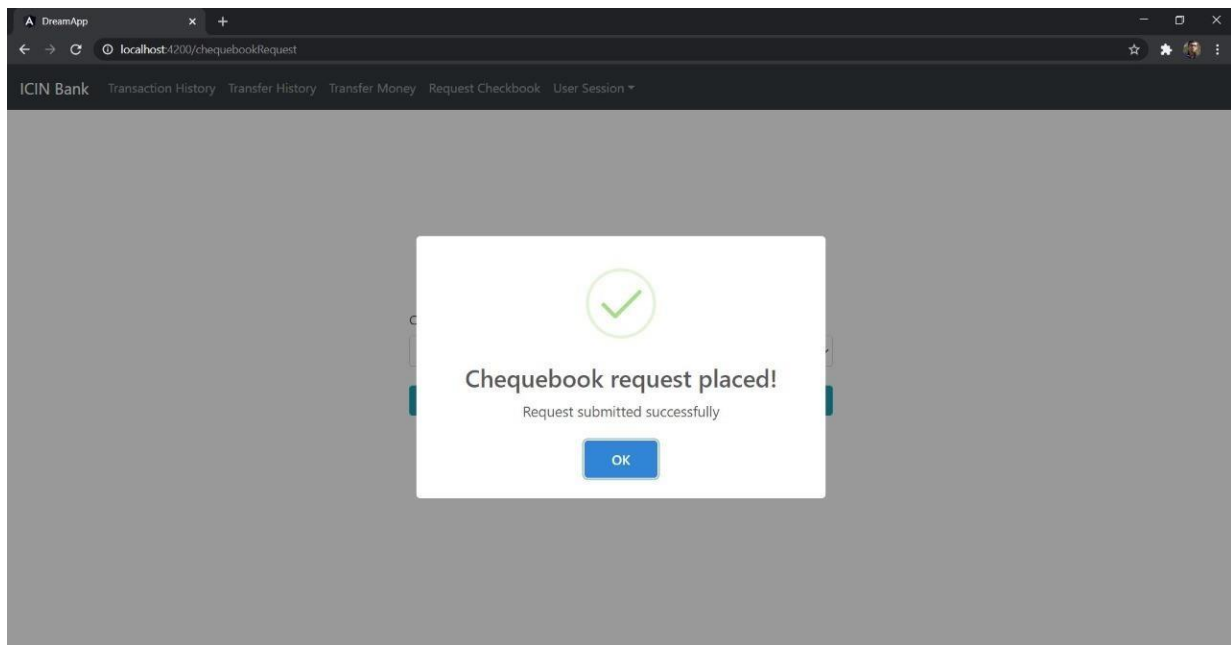 DreamApp
localhost:4200/chequebookRequest
ICIN Bank Transaction History Transfer History Transfer Money Request Checkbook User Session
Chequebook request placed!
Request submitted successfully
OK